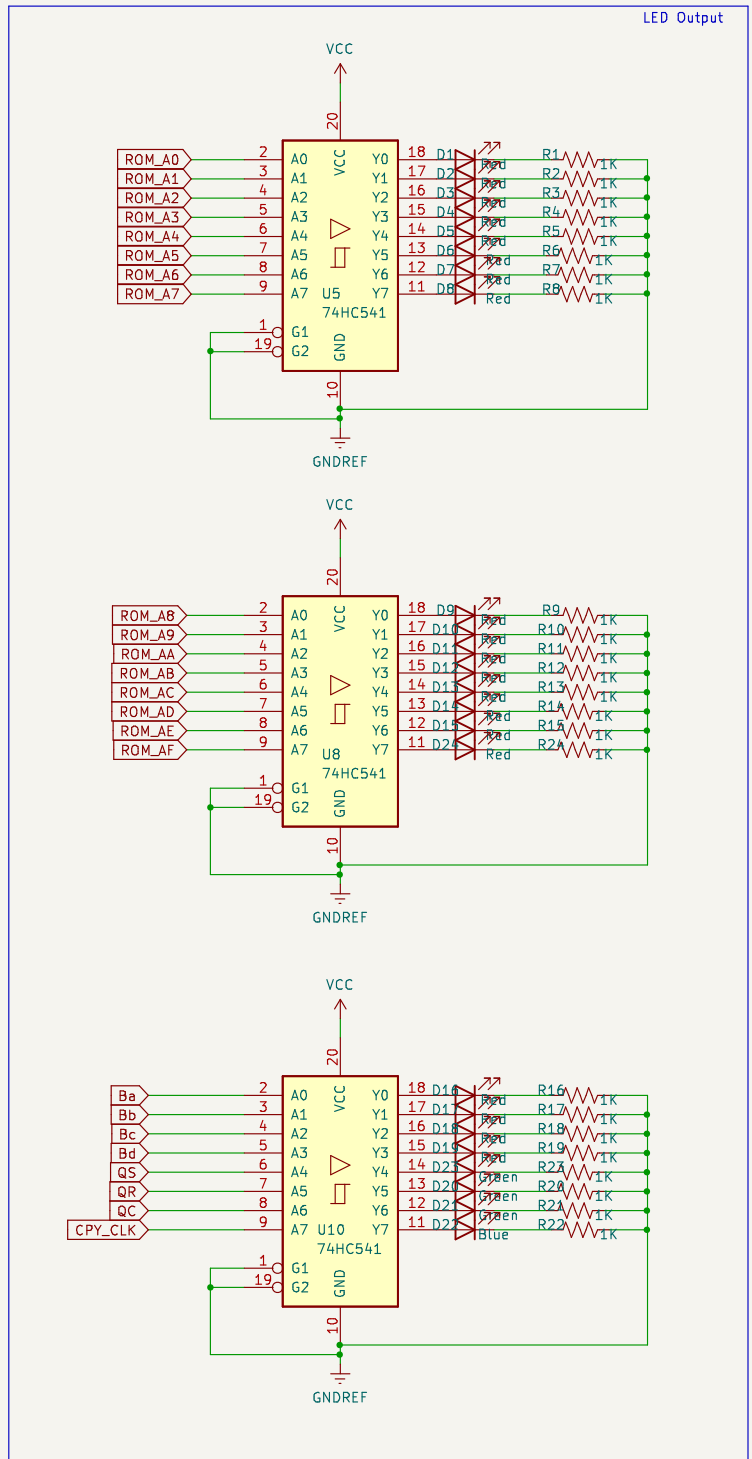 LED Output
VCC
20
ROM_A0 2 A0 VCC Y0 18 D1 Red R1 1K
ROM_A1 3 A1 Y1 17 D2 Red R2 1K
ROM_A2 4 A2 Y2 16 D3 Red R3 1K
ROM_A3 5 A3 Y3 15 D4 Red R4 1K
ROM_A4 6 A4 Y4 14 D5 Red R5 1K
ROM_A5 7 A5 Y5 13 D6 Red R6 1K
ROM_A6 8 A6 Y6 12 D7 Red R7 1K
ROM_A7 9 A7 U5 Y7 11 D8 Red R8 1K
74HC541
1 G1
19 G2 GND
10
GNDREF
VCC
20
ROM_A8 2 A0 VCC Y0 18 D9 Red R9 1K
ROM_A9 3 A1 Y1 17 D10 Red R10 1K
ROM_AA 4 A2 Y2 16 D11 Red R11 1K
ROM_AB 5 A3 Y3 15 D12 Red R12 1K
ROM_AC 6 A4 Y4 14 D13 Red R13 1K
ROM_AD 7 A5 Y5 13 D14 Red R14 1K
ROM_AE 8 A6 Y6 12 D15 Red R15 1K
ROM_AF 9 A7 U8 Y7 11 D24 Red R24 1K
74HC541
1 G1
19 G2 GND
10
GNDREF
VCC
20
Ba 2 A0 VCC Y0 18 D16 Red R16 1K
Bb 3 A1 Y1 17 D17 Red R17 1K
Bc 4 A2 Y2 16 D18 Red R18 1K
Bd 5 A3 Y3 15 D19 Red R19 1K
QS 6 A4 Y4 14 D23 Green R23 1K
QR 7 A5 Y5 13 D20 Green R20 1K
QC 8 A6 Y6 12 D21 Green R21 1K
CPY_CLK 9 A7 U10 Y7 11 D22 Blue R22 1K
74HC541
1 G1
19 G2 GND
10
GNDREF